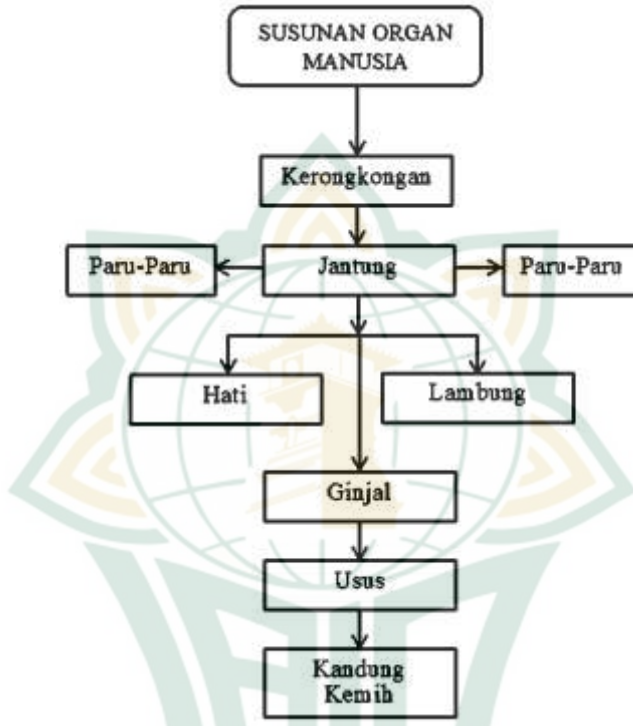 SUSUNAN ORGAN
MANUSIA
Kerongkongan
Paru-Paru
Jantung
Paru-Paru
Hati
Lambung
Ginjal
Usus
Kandung
Kemih